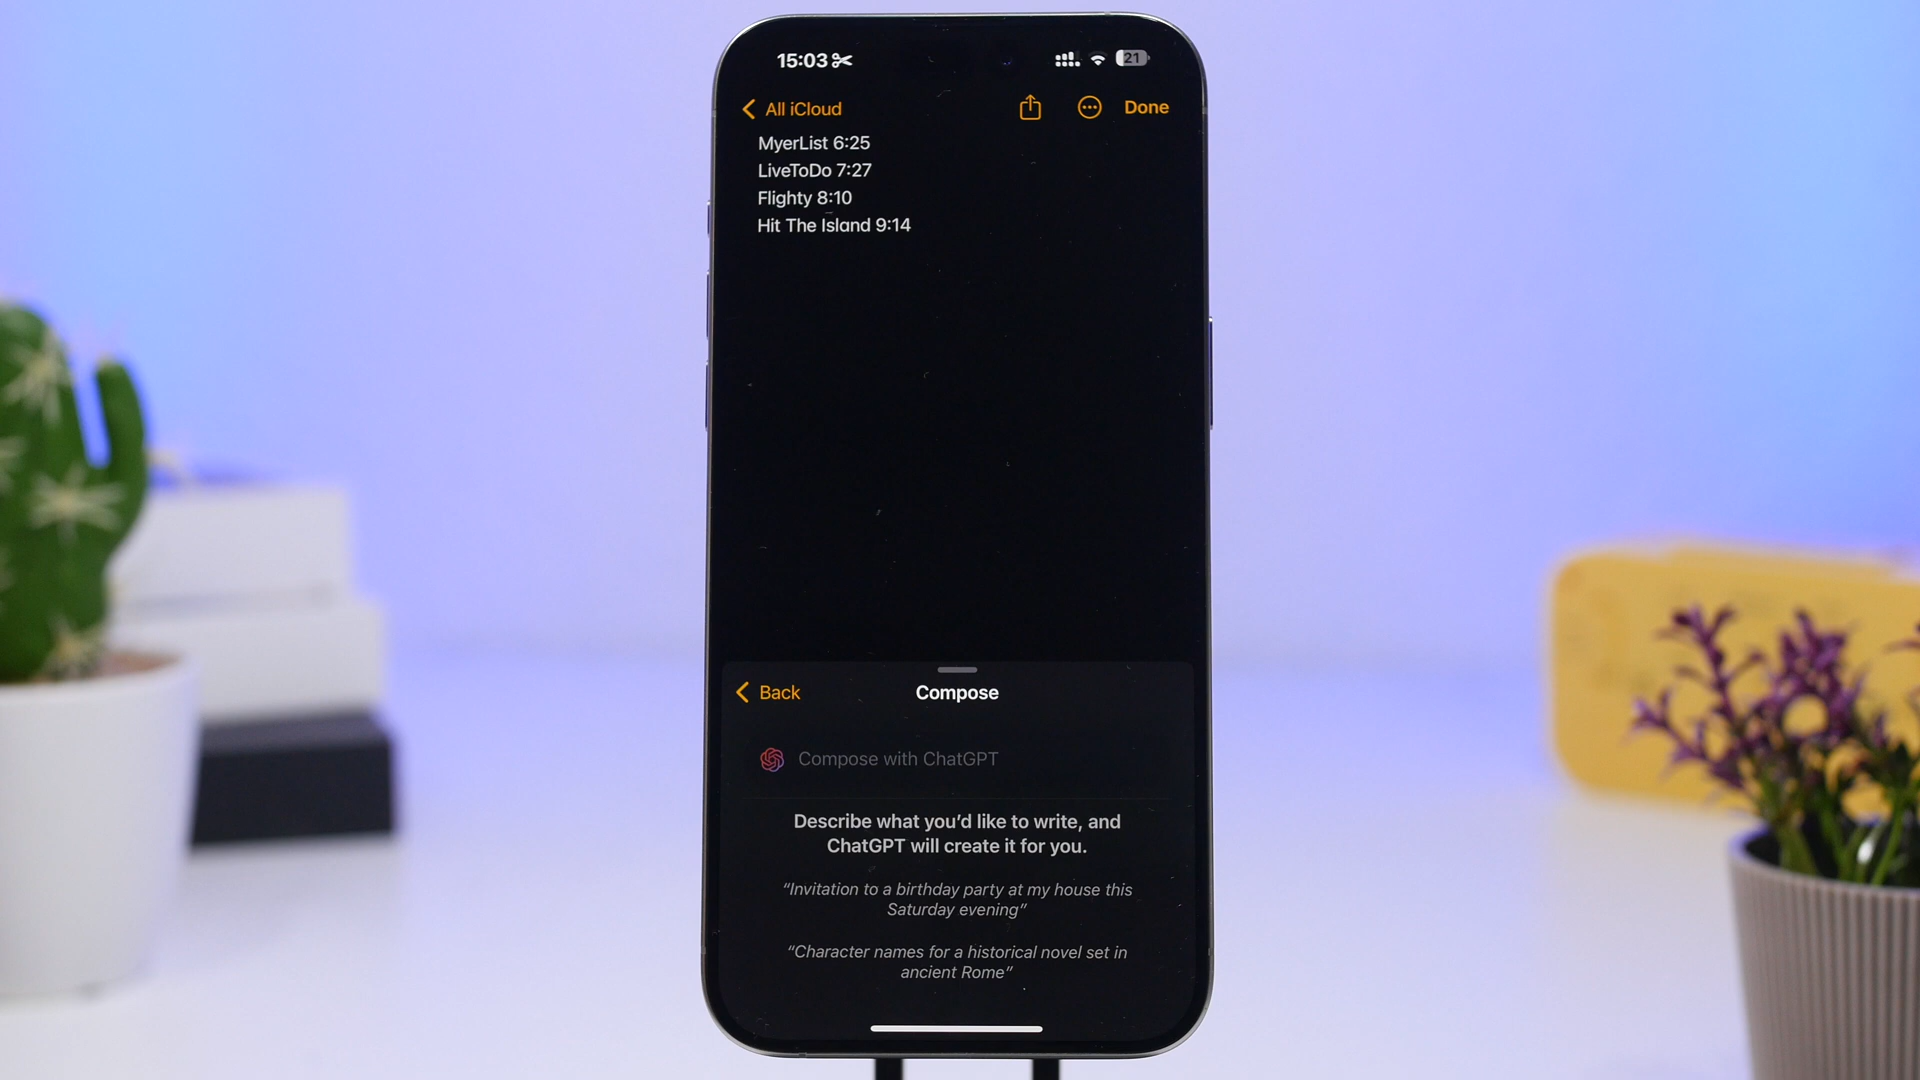 15:03
21
All iCloud
Done
MyerList 6:25
LiveToDo 7:27
Flighty 8:10
Hit The Island 9:14
Back
Compose
Compose with ChatGPT
Describe what you’d like to write, and
ChatGPT will create it for you.
“Invitation to a birthday party at my house this
Saturday evening”
“Character names for a historical novel set in
ancient Rome”